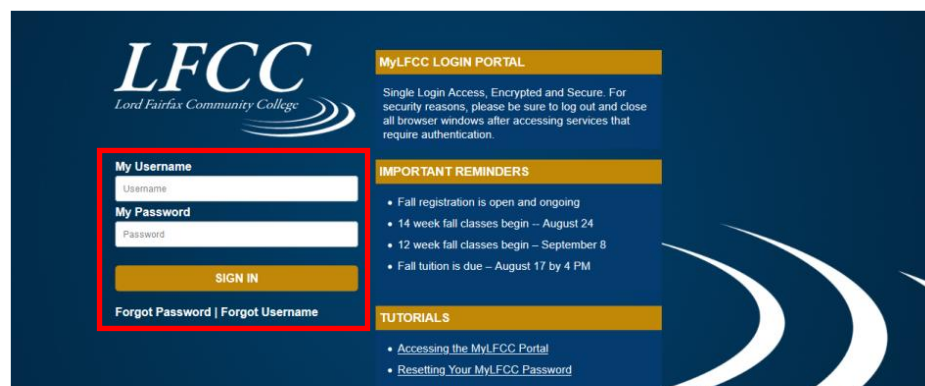 LFCC
Lord Fairfax Community College
My Username
Username
My Password
Password
SIGN IN
Forgot Password | Forgot Username
MyLFCC LOGIN PORTAL
Single Login Access, Encrypted and Secure. For
security reasons, please be sure to log out and close
all browser windows after accessing services that
require authentication.
IMPORTANT REMINDERS
• Fall registration is open and ongoing
• 14 week fall classes begin -- August 24
• 12 week fall classes begin – September 8
• Fall tuition is due – August 17 by 4 PM
TUTORIALS
• Accessing the MyLFCC Portal
• Resetting Your MyLFCC Password